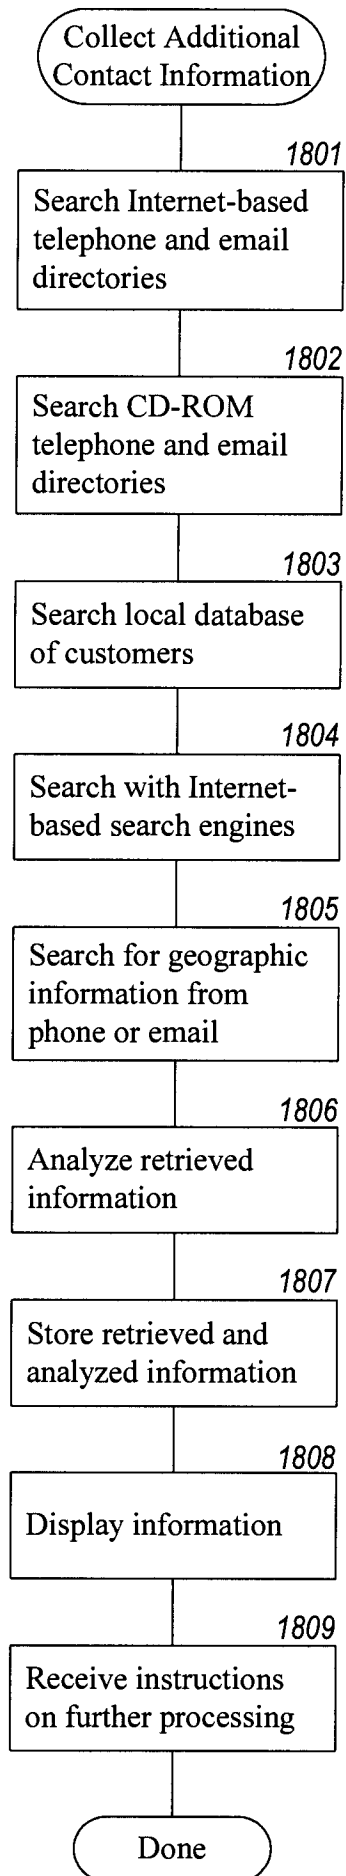 Collect Additional
Contact Information
1801
Search Internet-based
telephone and email
directories
1802
Search CD-ROM
telephone and email
directories
1803
Search local database
of customers
1804
Search with Internet-
based search engines
1805
Search for geographic
information from
phone or email
1806
Analyze retrieved
information
1807
Store retrieved and
analyzed information
1808
Display information
1809
Receive instructions
on further processing
Done